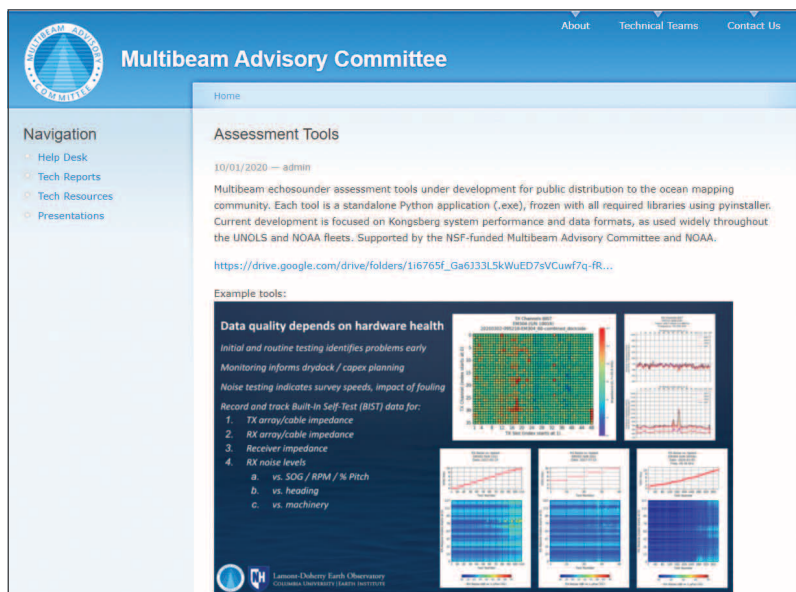 About Technical Teams Contact Us
MULTIBEAM ADVISORY COMMITTEE
Multibeam Advisory Committee
Home
Navigation
Help Desk
Tech Reports
Tech Resources
Presentations
Assessment Tools
10/01/2020 — admin
Multibeam echosounder assessment tools under development for public distribution to the ocean mapping
community. Each tool is a standalone Python application (.exe), frozen with all required libraries using pyinstaller.
Current development is focused on Kongsberg system performance and data formats, as used widely throughout
the UNOLS and NOAA fleets. Supported by the NSF-funded Multibeam Advisory Committee and NOAA.
https://drive.google.com/drive/folders/1i6765f_Ga6J33L5kWuED7sVCuwf7q-fR...
Example tools:
Data quality depends on hardware health
Initial and routine testing identifies problems early
Monitoring informs drydock / capex planning
Noise testing indicates survey speeds, impact of fouling
Record and track Built-In Self-Test (BIST) data for:
1. TX array/cable impedance
2. RX array/cable impedance
3. Receiver impedance
4. RX noise levels
a. vs. SOG / RPM / % Pitch
b. vs. heading
c. vs. machinery
TX Channels BIST
Lamont-Doherty Earth Observatory
COLUMBIA UNIVERSITY | EARTH INSTITUTE